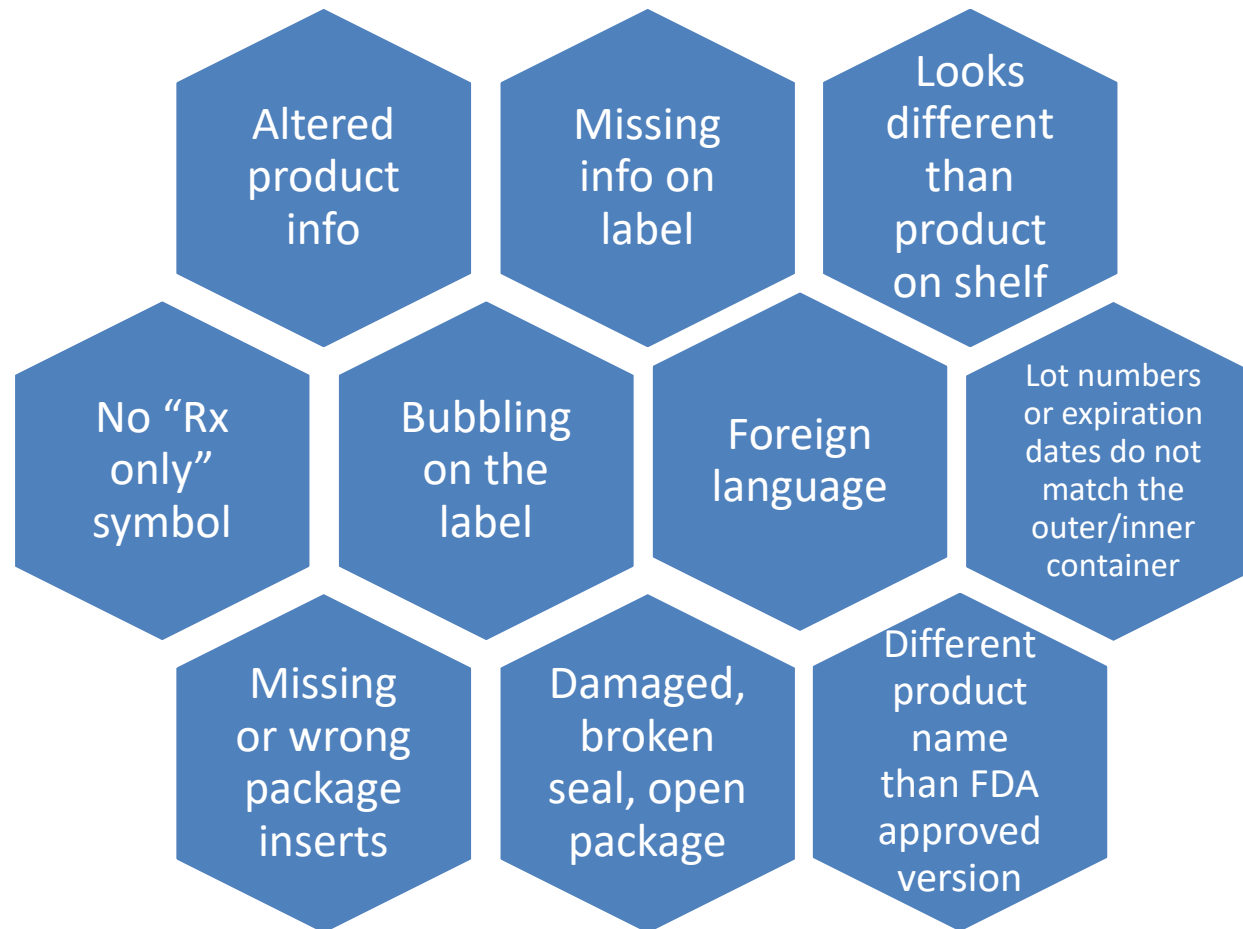 Altered
product
info
Missing
info on
label
Looks
different
than
product
on shelf
No “Rx
only”
symbol
Bubbling
on the
label
Foreign
language
Lot numbers
or expiration
dates do not
match the
outer/inner
container
Missing
or wrong
package
inserts
Damaged,
broken
seal, open
package
Different
product
name
than FDA
approved
version